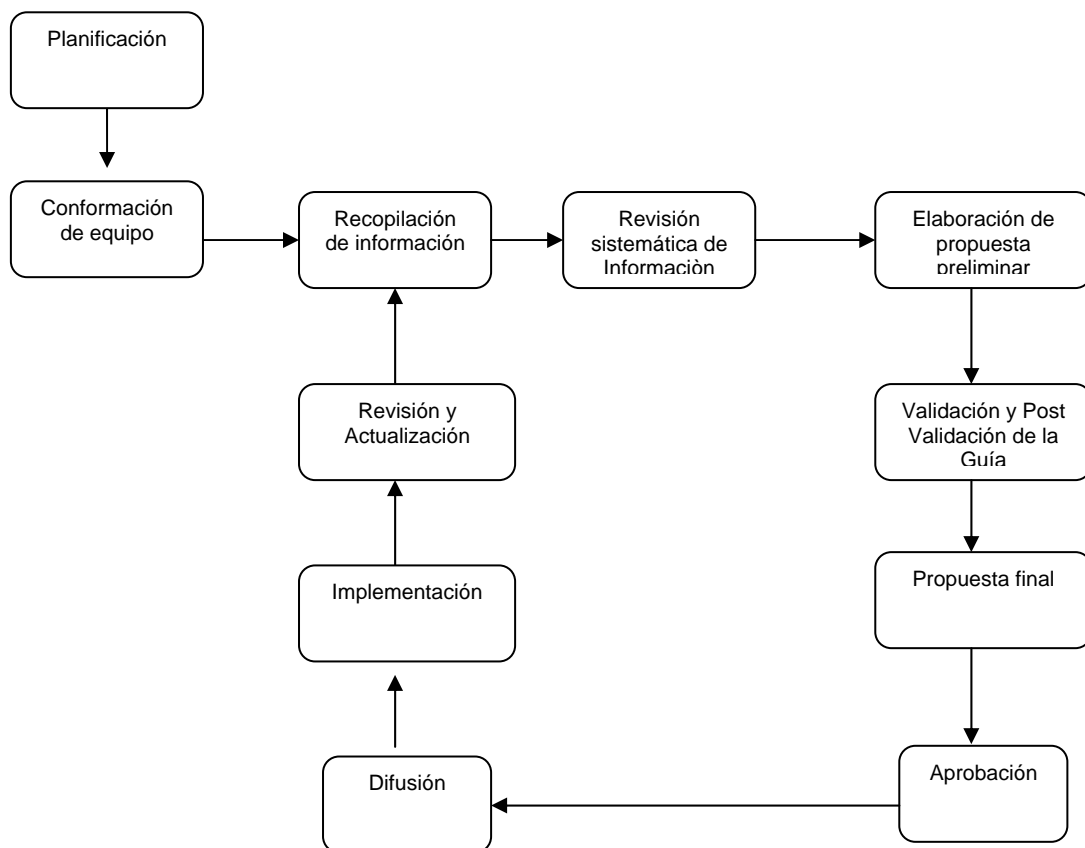 Planificación
Conformación
de equipo
Recopilación
de información
Revisión
sistemática de
Informaciòn
Elaboración de
propuesta
preliminar
Revisión y
Actualización
Validación y Post
Validación de la
Guía
Implementación
Propuesta final
Difusión
Aprobación